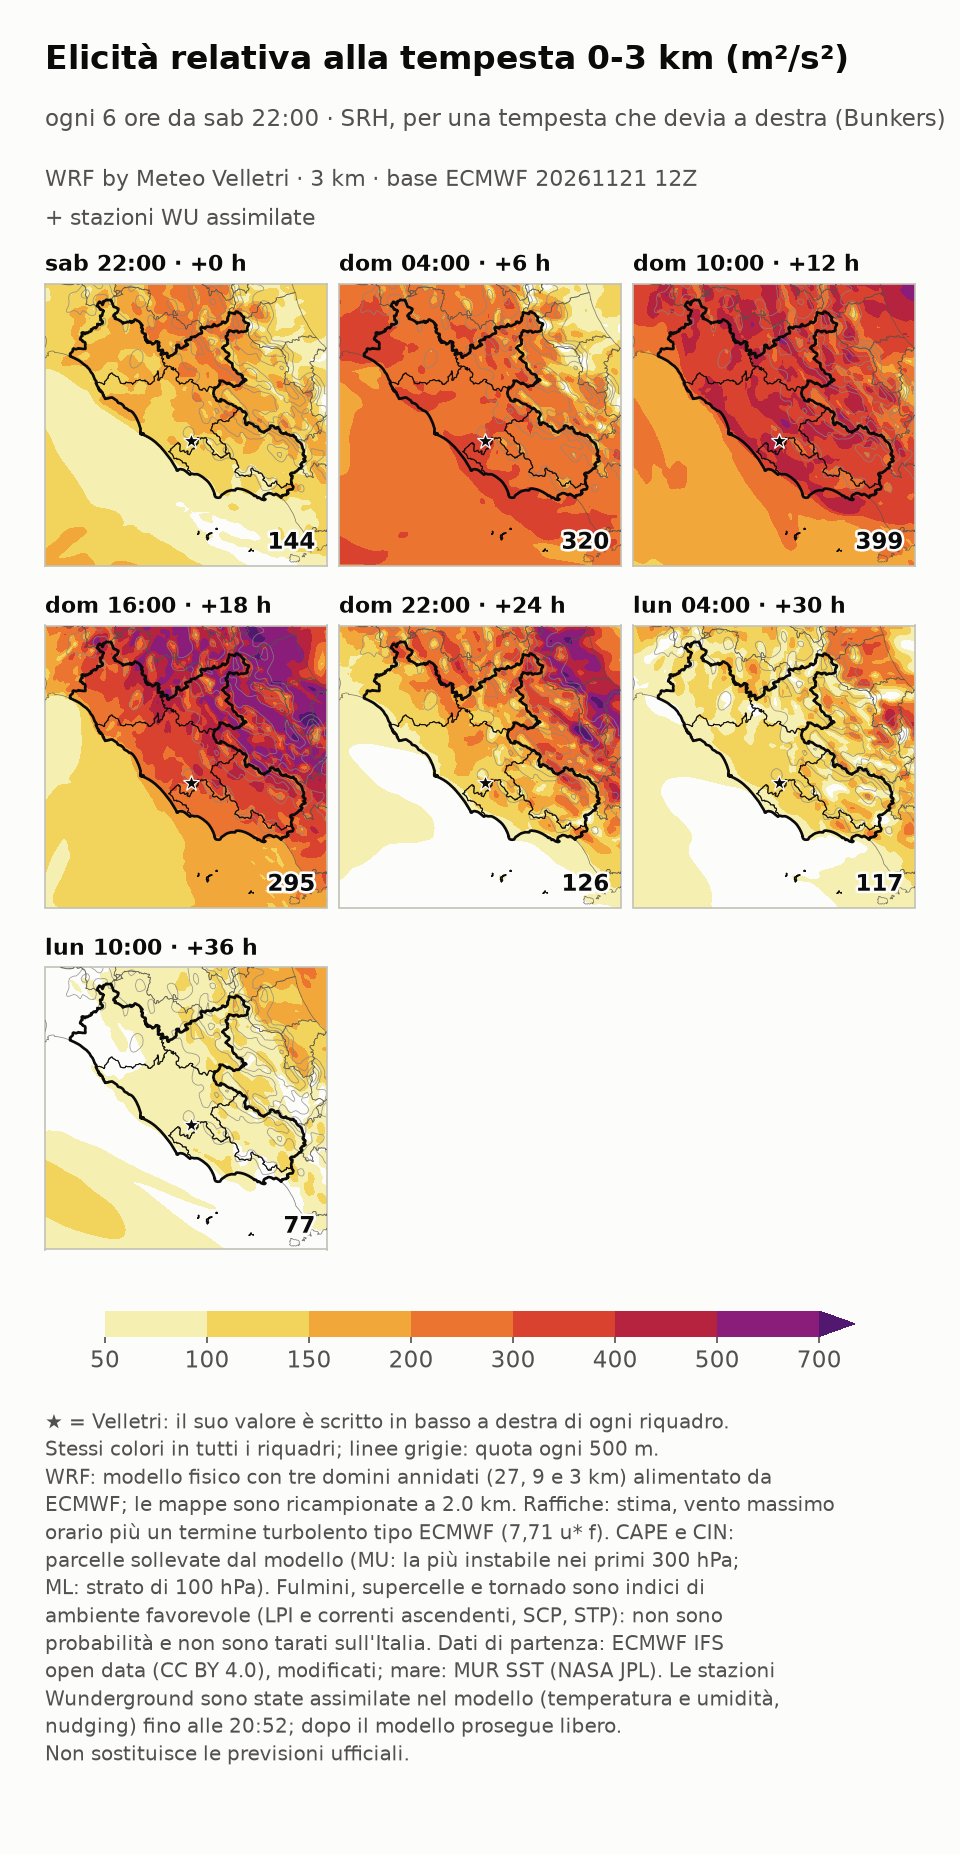 Elicità relativa alla tempesta 0-3 km (m²/s²)
ogni 6 ore da sab 22:00 · SRH, per una tempesta che devia a destra (Bunkers)
WRF by Meteo Velletri · 3 km · base ECMWF 20261121 12Z
+ stazioni WU assimilate
sab 22:00 · +0 h
dom 04:00 · +6 h
dom 10:00 · +12 h
144
320
399
dom 16:00 · +18 h
dom 22:00 · +24 h
lun 04:00 · +30 h
295
126
117
lun 10:00 · +36 h
77
50 100 150 200 300 400 500 700
★ = Velletri: il suo valore è scritto in basso a destra di ogni riquadro.
Stessi colori in tutti i riquadri; linee grigie: quota ogni 500 m.
WRF: modello fisico con tre domini annidati (27, 9 e 3 km) alimentato da
ECMWF; le mappe sono ricampionate a 2.0 km. Raffiche: stima, vento massimo
orario più un termine turbolento tipo ECMWF (7,71 u* f). CAPE e CIN:
parcelle sollevate dal modello (MU: la più instabile nei primi 300 hPa;
ML: strato di 100 hPa). Fulmini, supercelle e tornado sono indici di
ambiente favorevole (LPI e correnti ascendenti, SCP, STP): non sono
probabilità e non sono tarati sull'Italia. Dati di partenza: ECMWF IFS
open data (CC BY 4.0), modificati; mare: MUR SST (NASA JPL). Le stazioni
Wunderground sono state assimilate nel modello (temperatura e umidità,
nudging) fino alle 20:52; dopo il modello prosegue libero.
Non sostituisce le previsioni ufficiali.